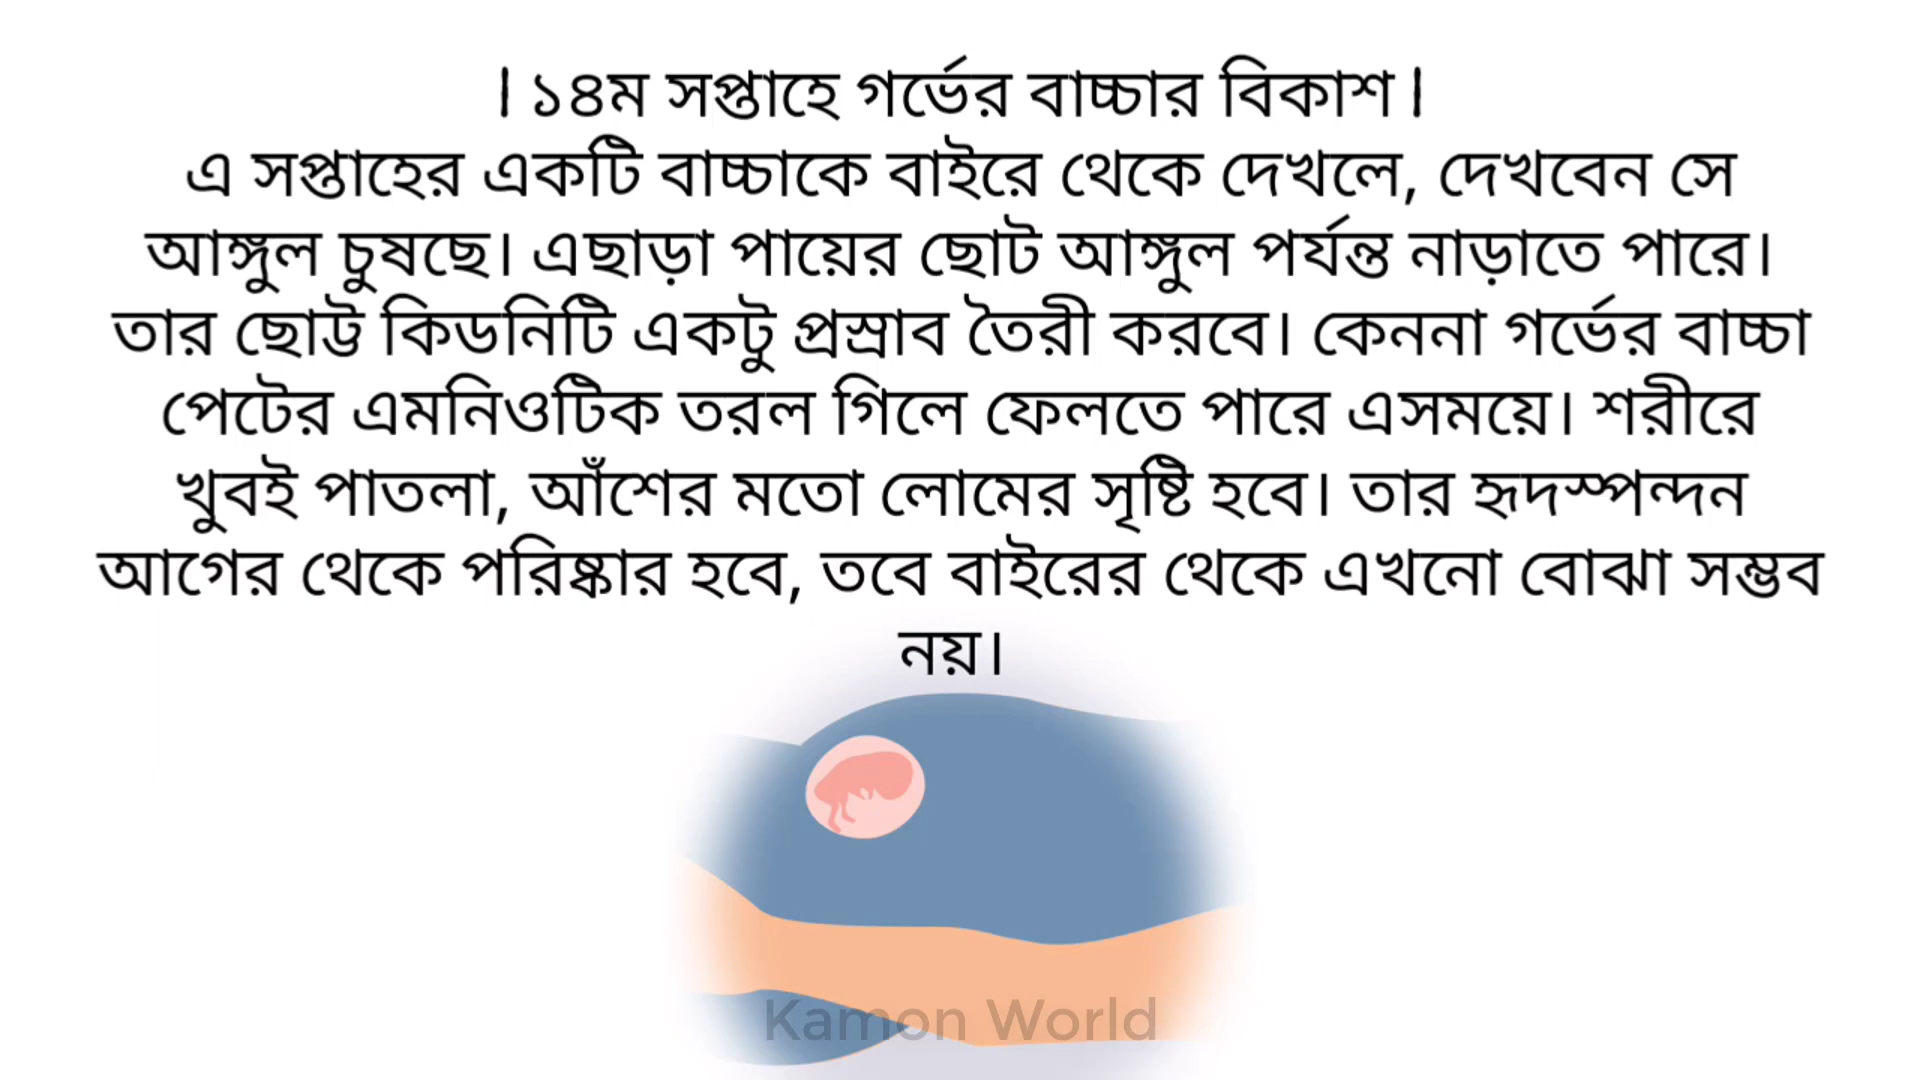 | ১৪ম সপ্তাহে গর্ভের বাচ্চার বিকাশ |
এ সপ্তাহের একটি বাচ্চাকে বাইরে থেকে দেখলে, দেখবেন সে
আঙ্গুল চুষছে। এছাড়া পায়ের ছোট আঙ্গুল পর্যন্ত নাড়াতে পারে।
তার ছোট্ট কিডনিটি একটু প্রস্রাব তৈরী করবে। কেননা গর্ভের বাচ্চা
পেটের এমনিওটিক তরল গিলে ফেলতে পারে এসময়ে। শরীরে
খুবই পাতলা, আঁশের মতো লোমের সৃষ্টি হবে। তার হৃদস্পন্দন
আগের থেকে পরিষ্কার হবে, তবে বাইরের থেকে এখনো বোঝা সম্ভব
নয়।
Kamon World